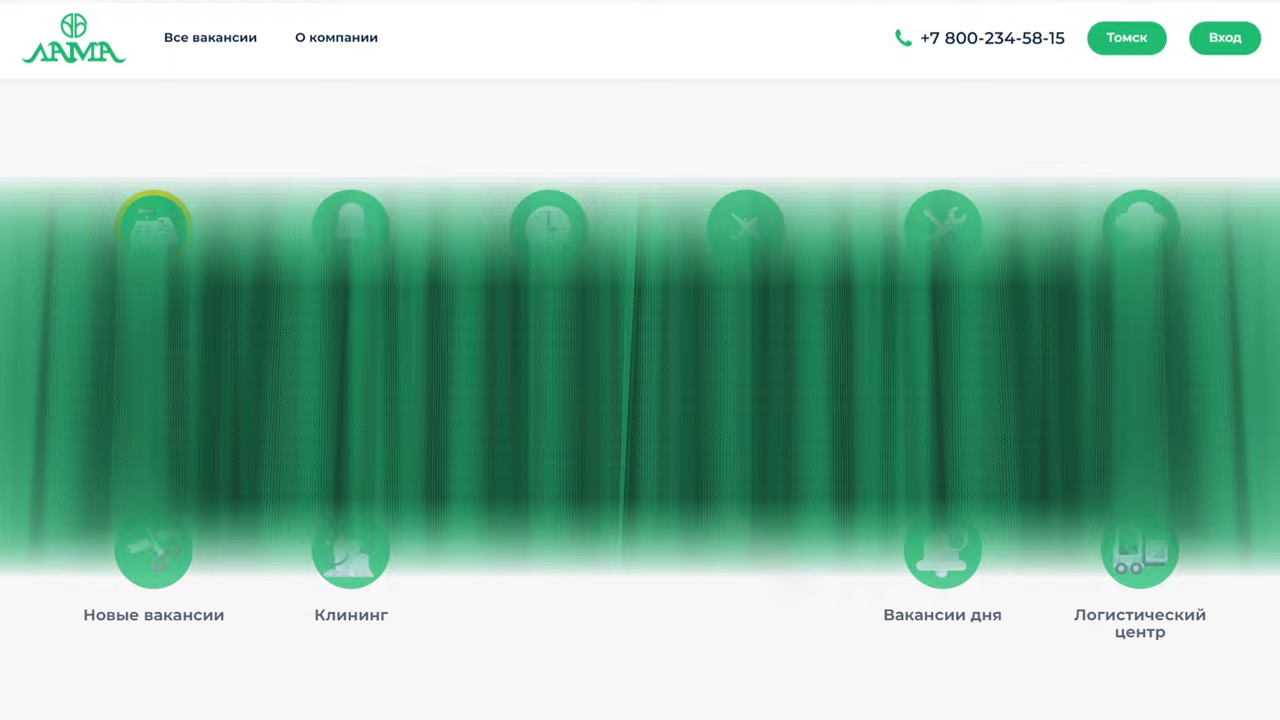 ЛАМА
Все вакансии
О компании
+7 800-234-58-15
Томск
Вход
Новые вакансии
Клининг
Вакансии дня
Логистический
центр